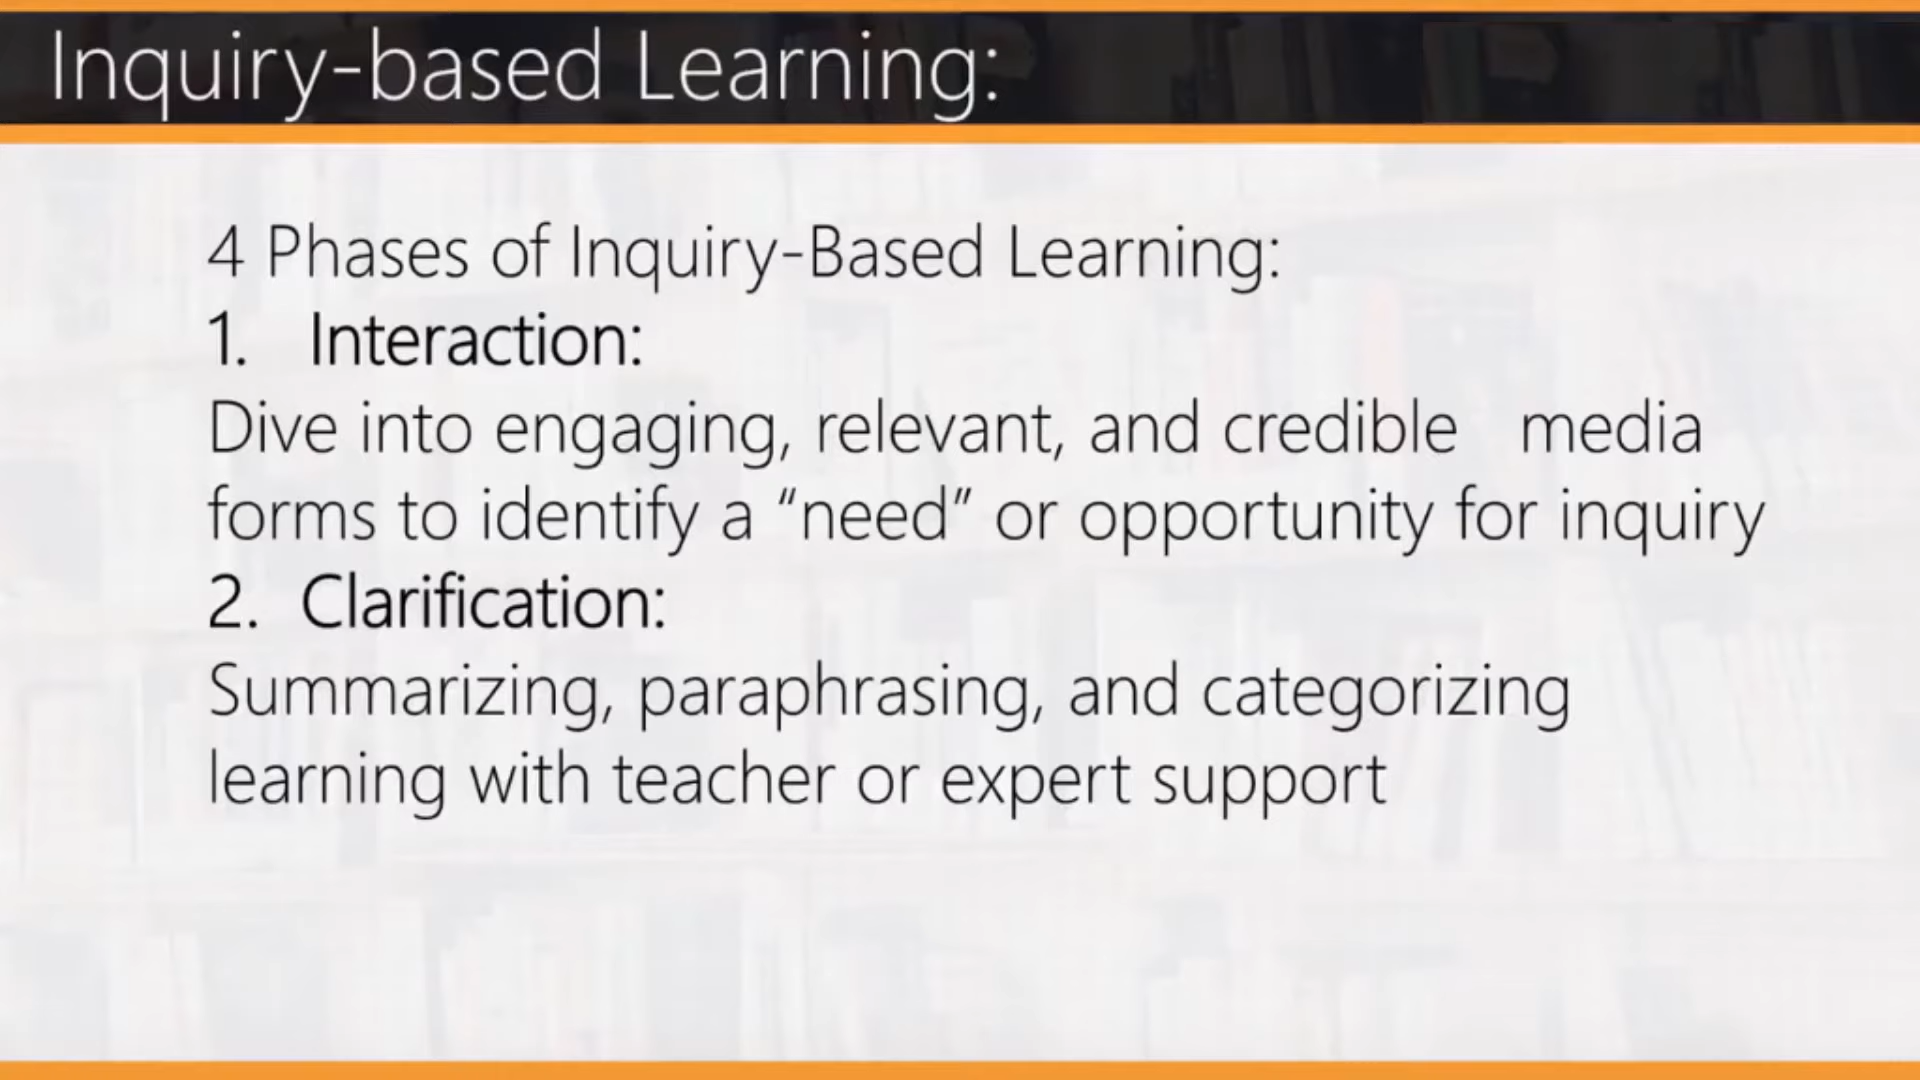 Inquiry-based Learning:
4 Phases of Inquiry-Based Learning:
1. Interaction:
Dive into engaging, relevant, and credible media
forms to identify a “need” or opportunity for inquiry
2. Clarification:
Summarizing, paraphrasing, and categorizing
learning with teacher or expert support